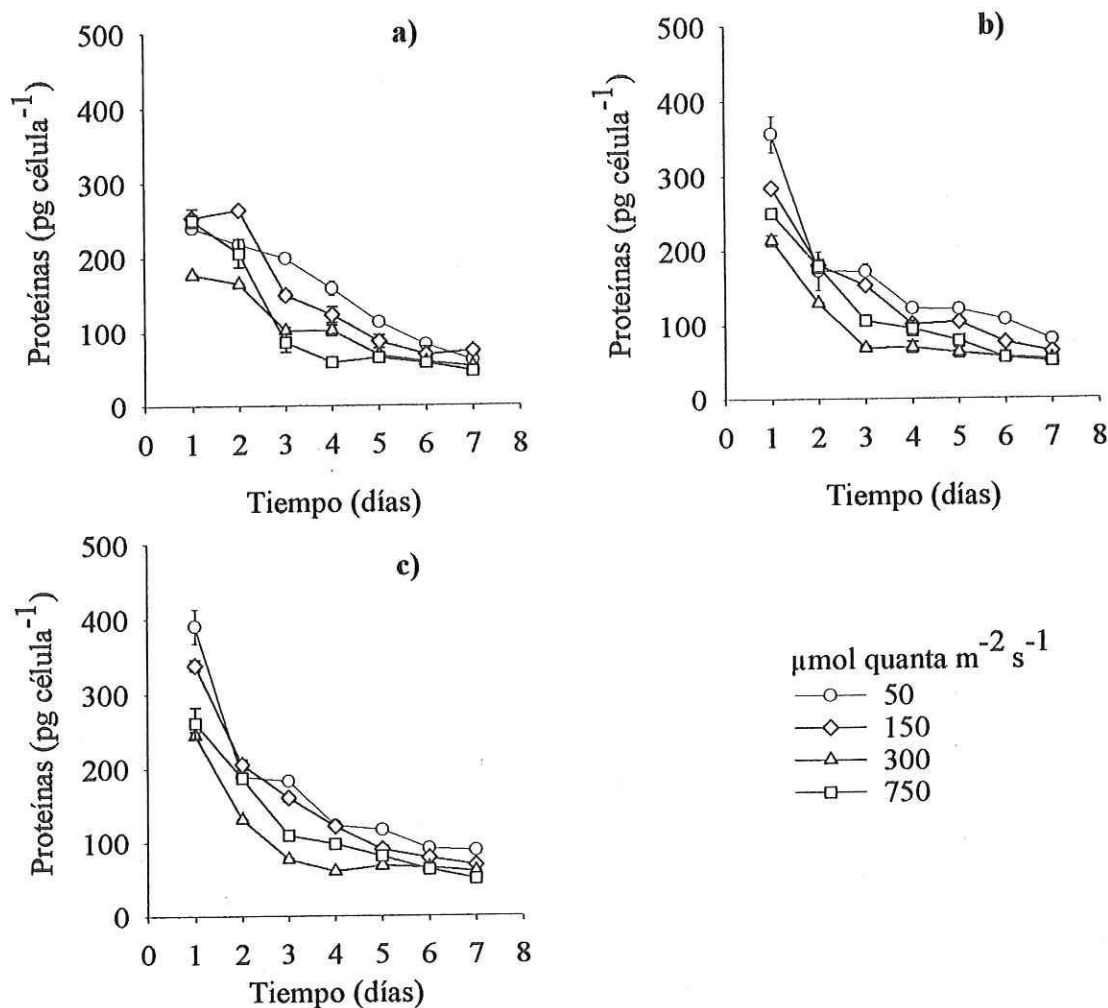 a)
Proteínas (pg célula⁻¹)
500
400
300
200
100
0
0 1 2 3 4 5 6 7 8
Tiempo (días)
b)
Proteínas (pg célula⁻¹)
500
400
300
200
100
0
0 1 2 3 4 5 6 7 8
Tiempo (días)
c)
Proteínas (pg célula⁻¹)
500
400
300
200
100
0
0 1 2 3 4 5 6 7 8
Tiempo (días)
µmol quanta m⁻² s⁻¹
50
150
300
750